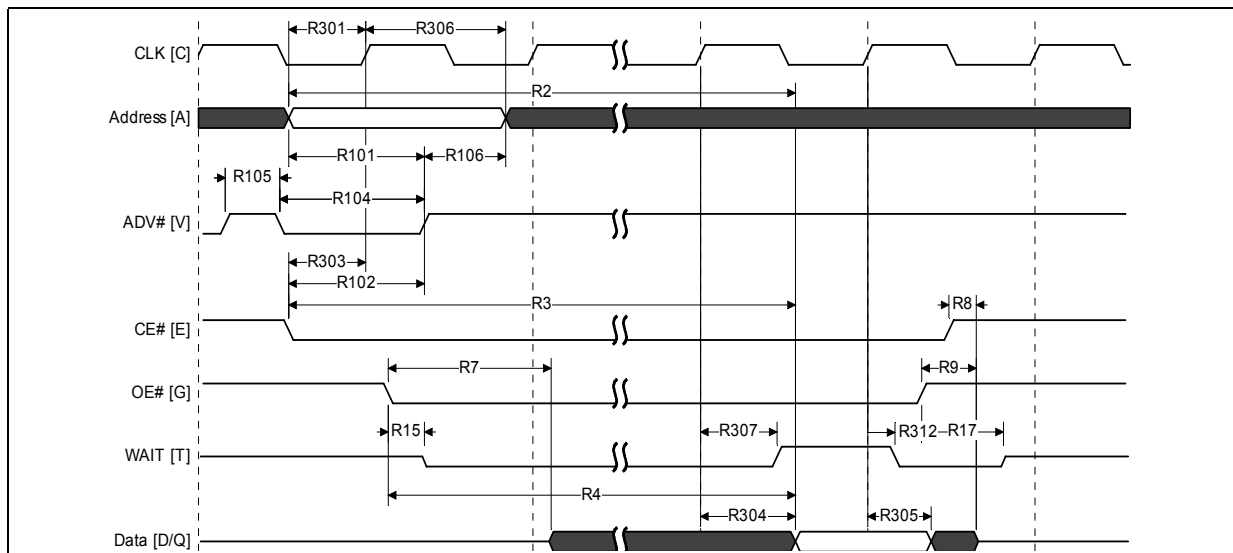 R301 R306
CLK [C]
R2
Address [A]
R101 R106
R105
R104
ADV# [V]
R303
R102
R3
R8
CE# [E]
R7
R9
OE# [G]
R15 R307 R312 R17
WAIT [T]
R4
R304 R305
Data [D/Q]